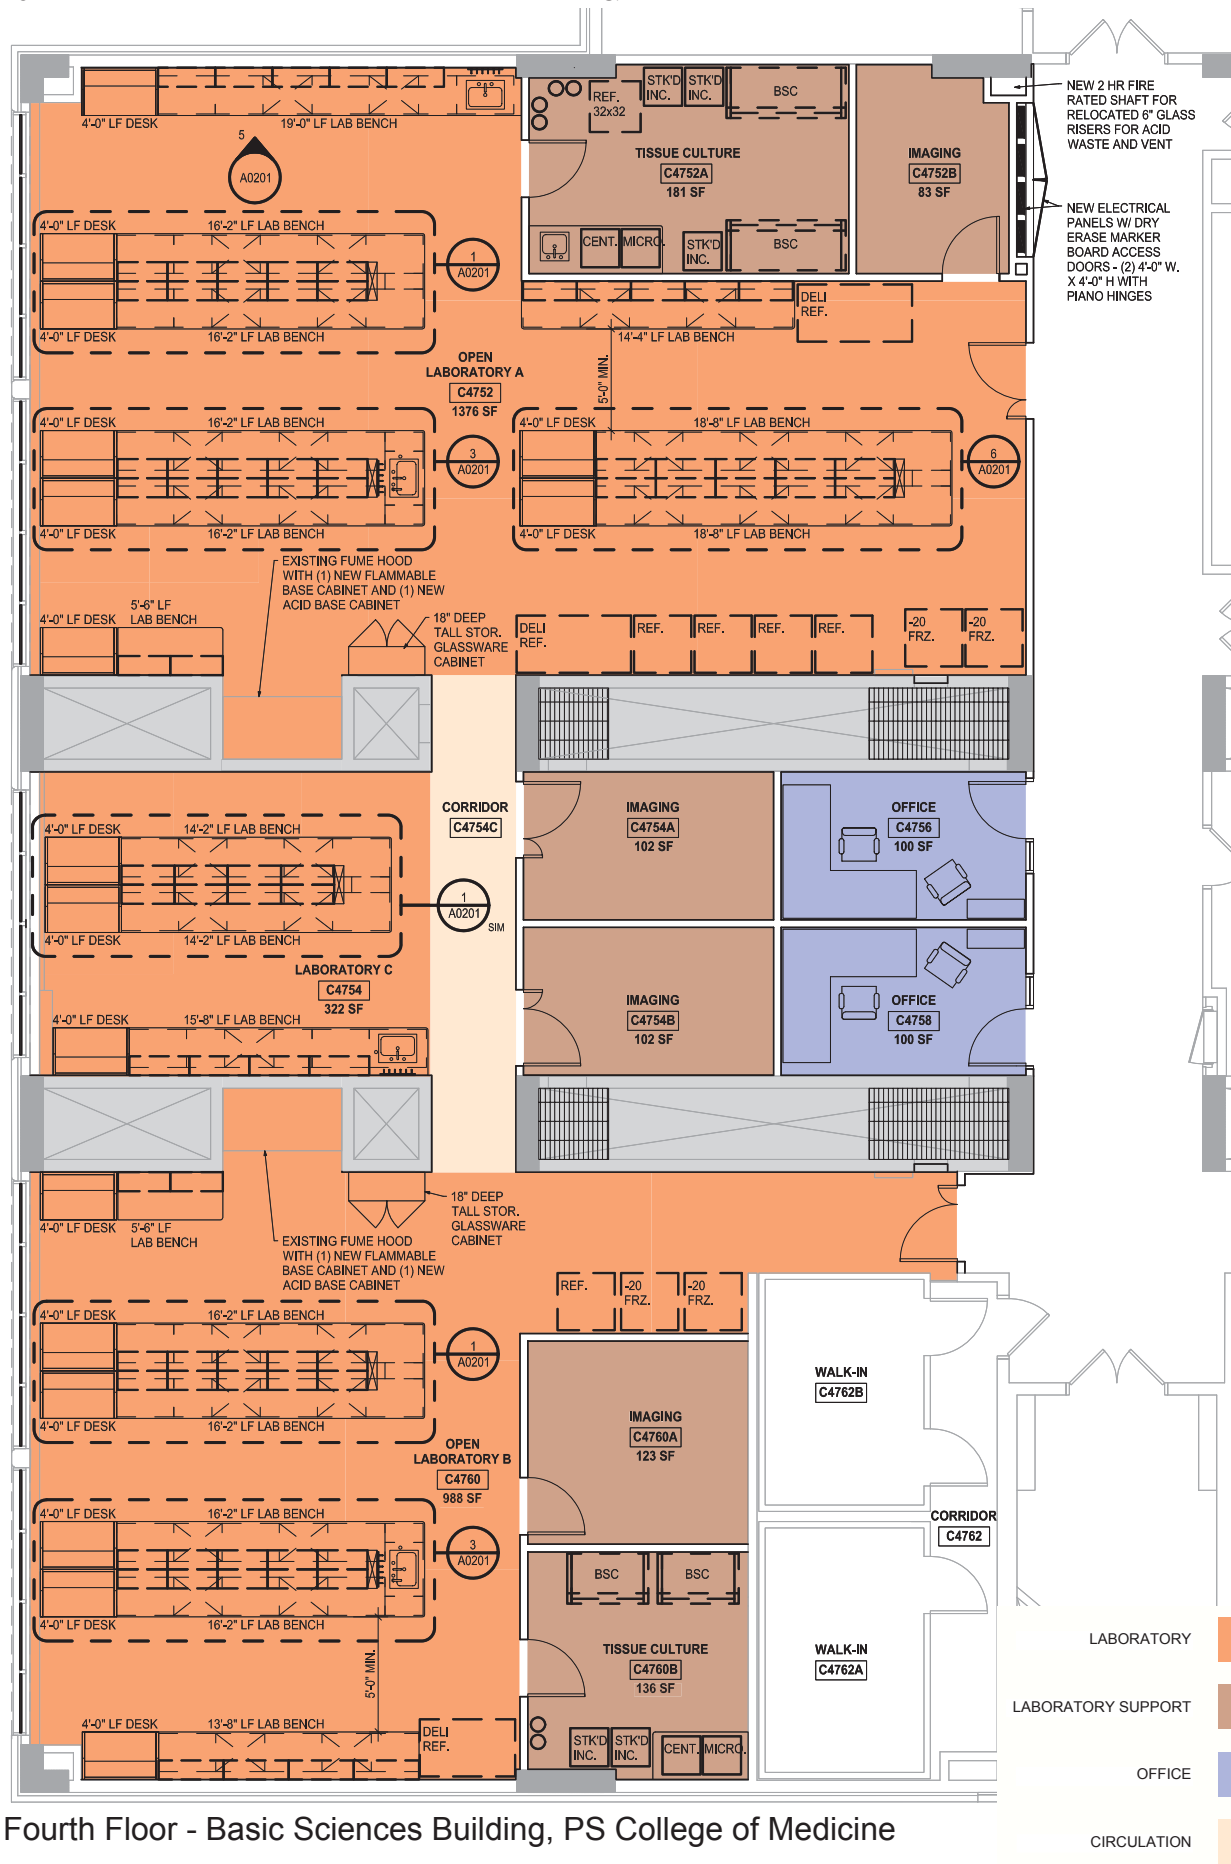 4'-0" LF DESK
19'-0" LF LAB BENCH
5
A0201
REF.
32x32
STK'D
INC.
STK'D
INC.
BSC
TISSUE CULTURE
C4752A
181 SF
CENT.
MICRO.
STK'D
INC.
BSC
IMAGING
C4752B
83 SF
NEW 2 HR FIRE
RATED SHAFT FOR
RELOCATED 6" GLASS
RISERS FOR ACID
WASTE AND VENT
NEW ELECTRICAL
PANELS W/ DRY
ERASE MARKER
BOARD ACCESS
DOORS - (2) 4'-0" W.
X 4'-0" H WITH
PIANO HINGES
4'-0" LF DESK
16'-2" LF LAB BENCH
1
A0201
4'-0" LF DESK
16'-2" LF LAB BENCH
DELI
REF.
14'-4" LF LAB BENCH
5'-0" MIN.
OPEN
LABORATORY A
C4752
1376 SF
4'-0" LF DESK
16'-2" LF LAB BENCH
3
A0201
4'-0" LF DESK
16'-2" LF LAB BENCH
4'-0" LF DESK
18'-8" LF LAB BENCH
6
A0201
4'-0" LF DESK
18'-8" LF LAB BENCH
EXISTING FUME HOOD
WITH (1) NEW FLAMMABLE
BASE CABINET AND (1) NEW
ACID BASE CABINET
4'-0" LF DESK
5'-6" LF
LAB BENCH
18" DEEP
TALL STOR.
GLASSWARE
CABINET
DELI
REF.
REF.
REF.
REF.
REF.
-20
FRZ.
-20
FRZ.
CORRIDOR
C4754C
IMAGING
C4754A
102 SF
OFFICE
C4756
100 SF
4'-0" LF DESK
14'-2" LF LAB BENCH
1
A0201
SIM
4'-0" LF DESK
14'-2" LF LAB BENCH
LABORATORY C
C4754
322 SF
4'-0" LF DESK
15'-8" LF LAB BENCH
IMAGING
C4754B
102 SF
OFFICE
C4758
100 SF
4'-0" LF DESK
5'-6" LF
LAB BENCH
18" DEEP
TALL STOR.
GLASSWARE
CABINET
EXISTING FUME HOOD
WITH (1) NEW FLAMMABLE
BASE CABINET AND (1) NEW
ACID BASE CABINET
REF.
-20
FRZ.
-20
FRZ.
4'-0" LF DESK
16'-2" LF LAB BENCH
1
A0201
4'-0" LF DESK
16'-2" LF LAB BENCH
OPEN
LABORATORY B
C4760
988 SF
IMAGING
C4760A
123 SF
WALK-IN
C4762B
CORRIDOR
C4762
4'-0" LF DESK
16'-2" LF LAB BENCH
3
A0201
4'-0" LF DESK
16'-2" LF LAB BENCH
5'-0" MIN.
BSC
BSC
TISSUE CULTURE
C4760B
136 SF
WALK-IN
C4762A
4'-0" LF DESK
13'-8" LF LAB BENCH
DELI
REF.
STK'D
INC.
STK'D
INC.
CENT.
MICRO.
LABORATORY
LABORATORY SUPPORT
OFFICE
CIRCULATION
Fourth Floor - Basic Sciences Building, PS College of Medicine